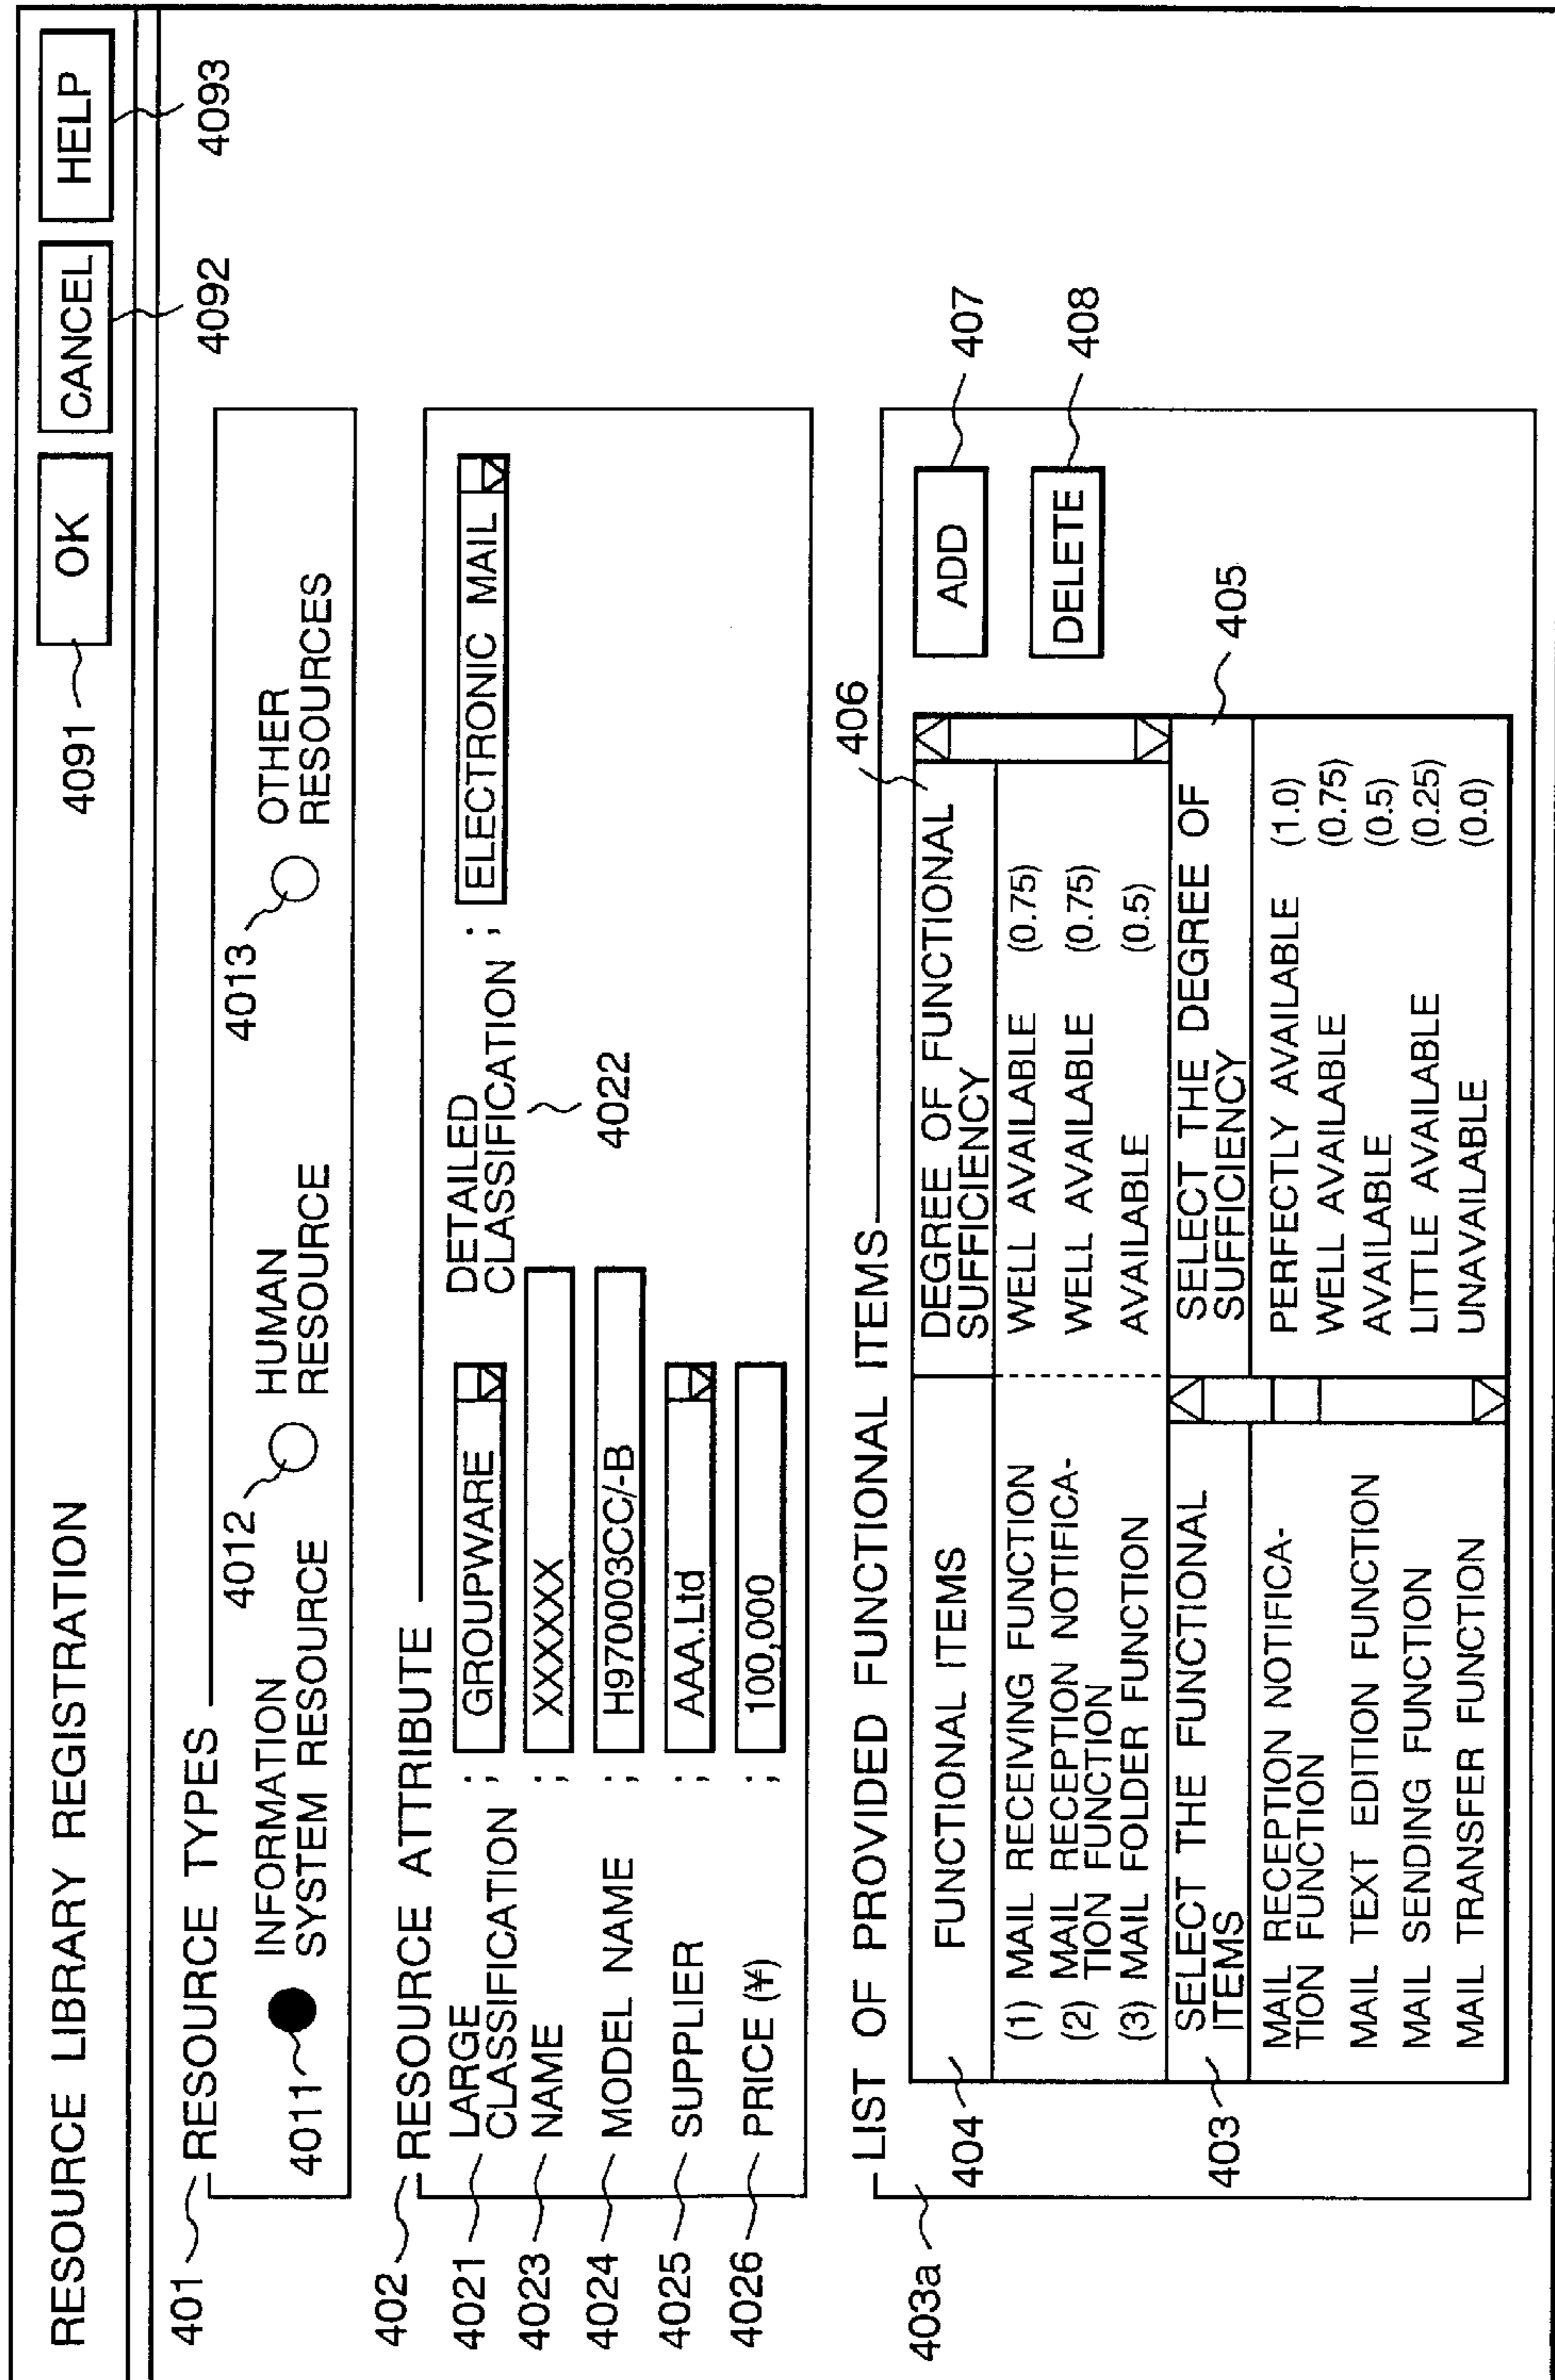 RESOURCE LIBRARY REGISTRATION
OK
CANCEL
HELP
4091
4092
4093
401
RESOURCE TYPES
4011
INFORMATION
SYSTEM RESOURCE
4012
HUMAN
RESOURCE
4013
OTHER
RESOURCES
402
RESOURCE ATTRIBUTE
4021
LARGE
CLASSIFICATION ;
GROUPWARE
DETAILED
CLASSIFICATION ;
ELECTRONIC MAIL
4022
4023
NAME ;
XXXXXX
4024
MODEL NAME ;
H970003CC/-B
4025
SUPPLIER ;
AAA.Ltd
4026
PRICE (¥) ;
100,000
403a
LIST OF PROVIDED FUNCTIONAL ITEMS
406
404
FUNCTIONAL ITEMS
DEGREE OF FUNCTIONAL
SUFFICIENCY
ADD
407
(1) MAIL RECEIVING FUNCTION
WELL AVAILABLE (0.75)
(2) MAIL RECEPTION NOTIFICA-
TION FUNCTION
WELL AVAILABLE (0.75)
DELETE
408
(3) MAIL FOLDER FUNCTION
AVAILABLE (0.5)
403
SELECT THE FUNCTIONAL
ITEMS
SELECT THE DEGREE OF
SUFFICIENCY
405
MAIL RECEPTION NOTIFICA-
TION FUNCTION
MAIL TEXT EDITION FUNCTION
MAIL SENDING FUNCTION
MAIL TRANSFER FUNCTION
PERFECTLY AVAILABLE (1.0)
WELL AVAILABLE (0.75)
AVAILABLE (0.5)
LITTLE AVAILABLE (0.25)
UNAVAILABLE (0.0)